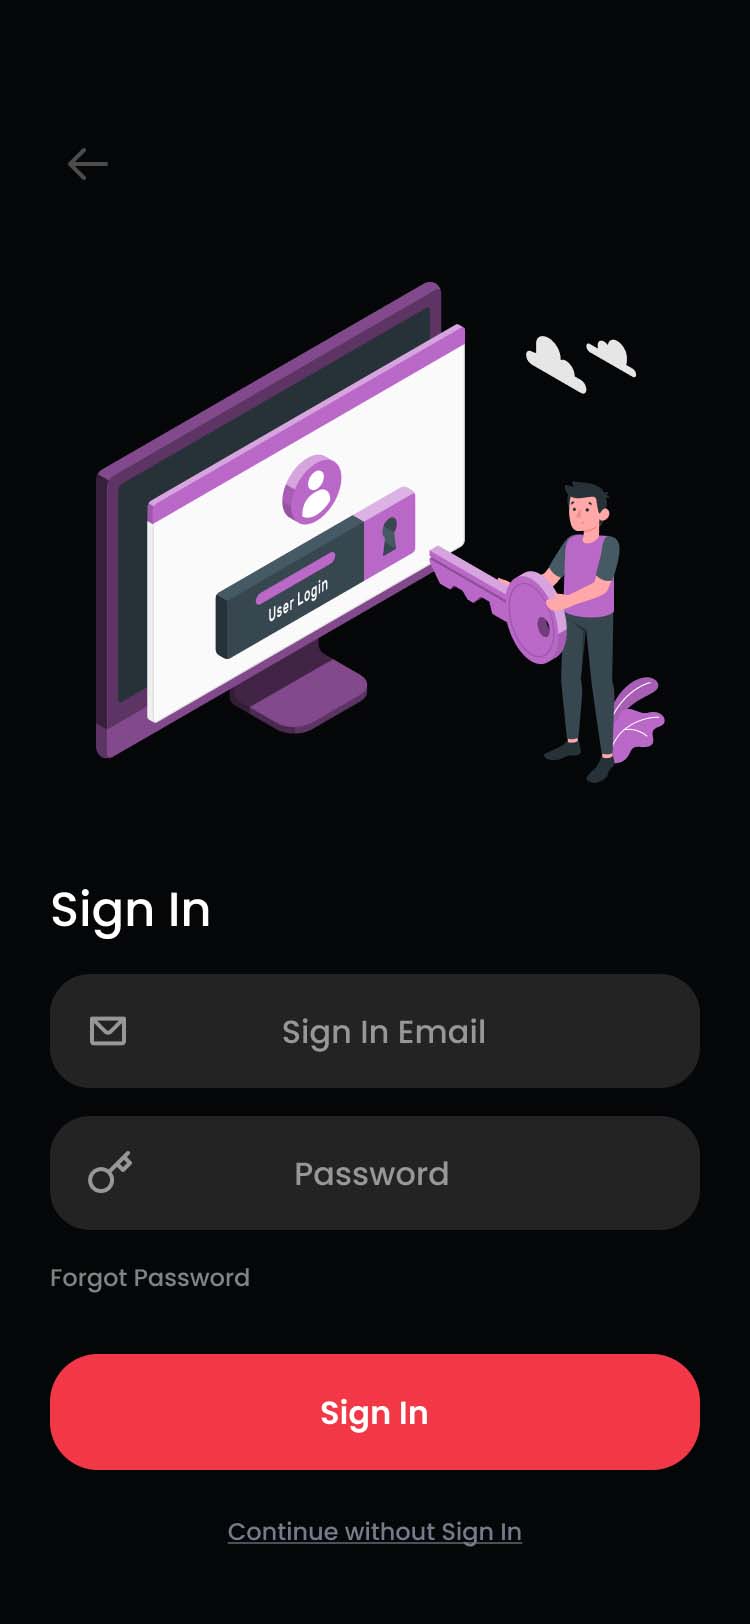 User Login
Sign In
Sign In Email
Password
Forgot Password
Sign In
Continue without Sign In